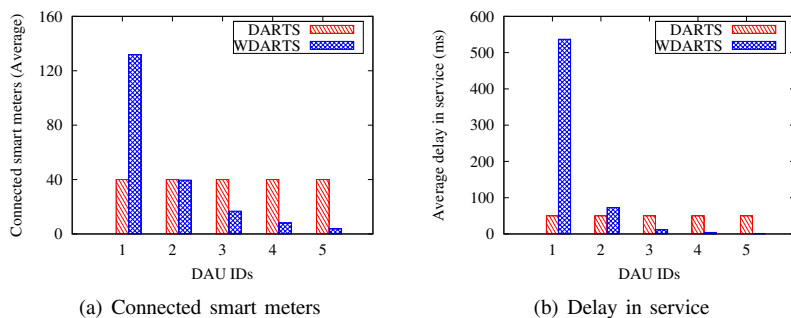 Connected smart meters (Average)
160
120
80
40
0
DARTS
WDARTS
1 2 3 4 5
DAU IDs
(a) Connected smart meters
Average delay in service (ms)
600
500
400
300
200
100
0
DARTS
WDARTS
1 2 3 4 5
DAU IDs
(b) Delay in service